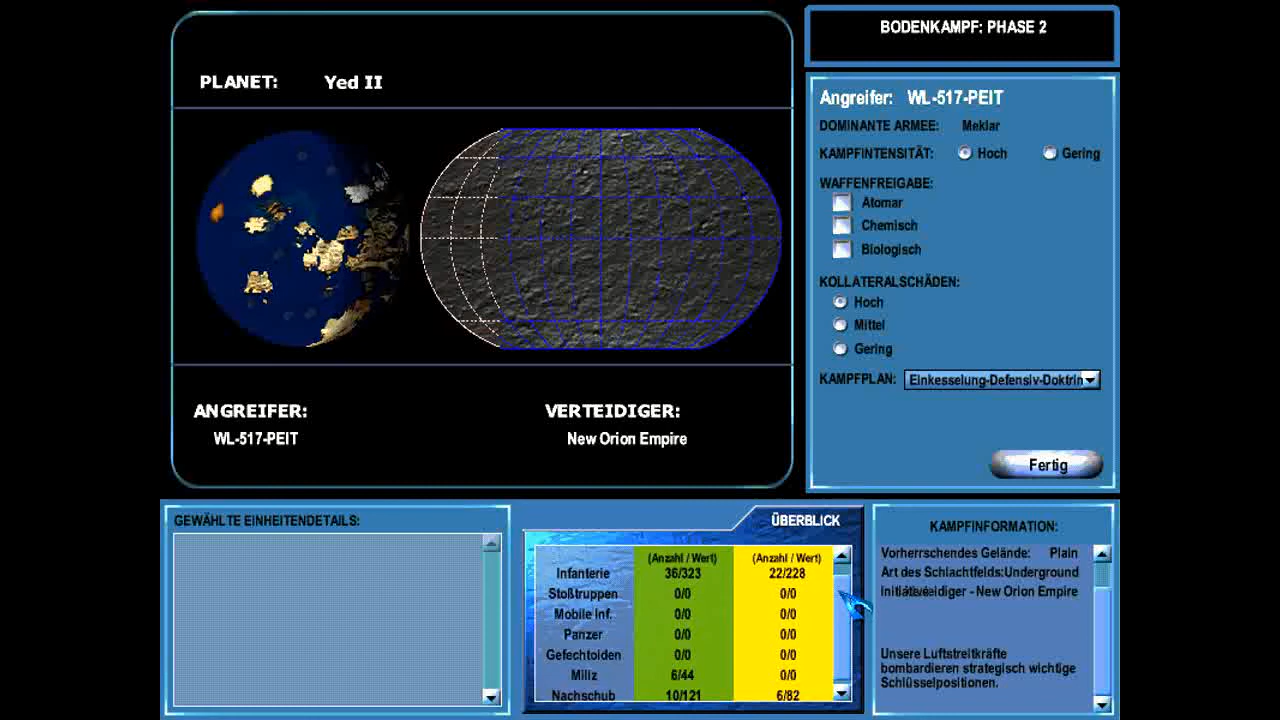 PLANET: Yed II
ANGREIFER: VERTEIDIGER:
WL-517-PEIT New Orion Empire
BODENKAMPF: PHASE 2
Angreifer: WL-517-PEIT
DOMINANTE ARMEE: Meklar
KAMPFINTENSITÄT: Hoch Gering
WAFFENFREIGABE:
Atomar
Chemisch
Biologisch
KOLLATERALSCHÄDEN:
Hoch
Mittel
Gering
KAMPFPLAN: Einkesselung-Defensiv-Doktrin
Fertig
GEWÄHLTE EINHEITENDETAILS:
ÜBERBLICK
(Anzahl / Wert) (Anzahl / Wert)
Infanterie 36/323 22/228
Stoßtruppen 0/0 0/0
Mobile Inf. 0/0 0/0
Panzer 0/0 0/0
Gefechtoiden 0/0 0/0
Miliz 6/44 0/0
Nachschub 10/121 6/82
KAMPFINFORMATION:
Vorherrschendes Gelände: Plain
Art des Schlachtfelds:Underground
- New Orion Empire
Unsere Luftstreitkräfte
bombardieren strategisch wichtige
Schlüsselpositionen.